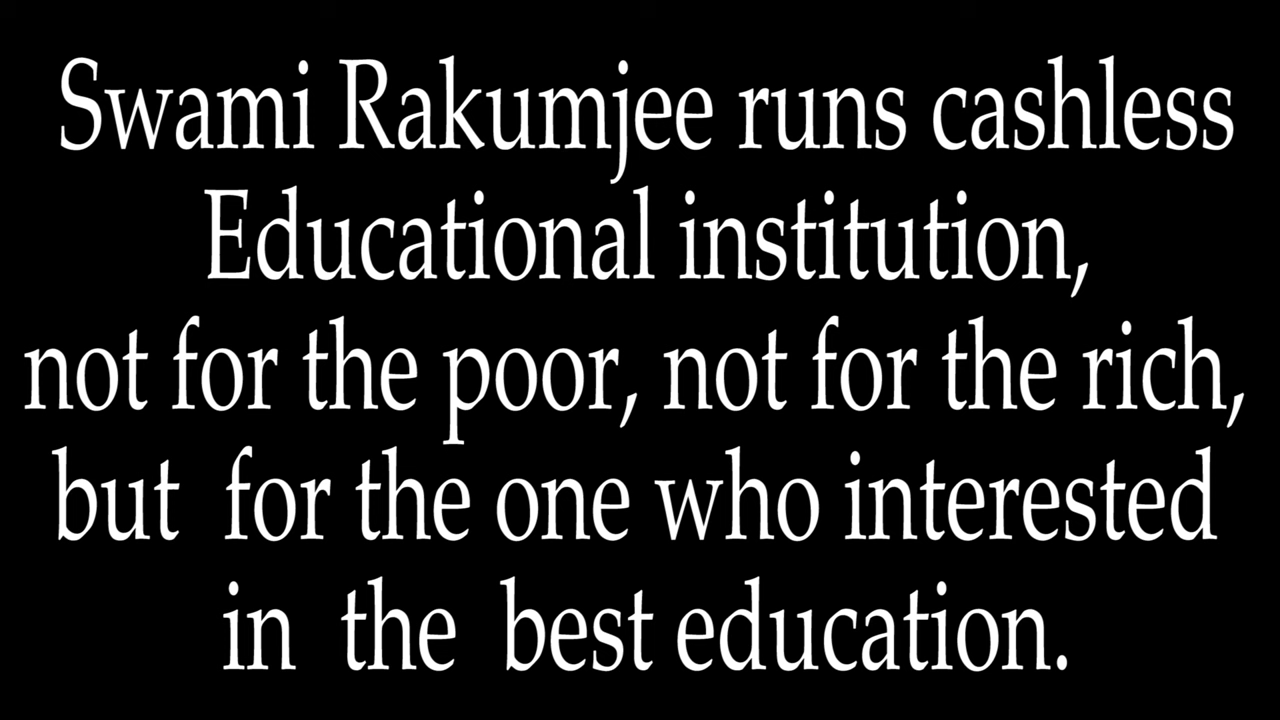 Swami Rakumjee runs cashless
Educational institution,
not for the poor, not for the rich,
but for the one who interested
in the best education.